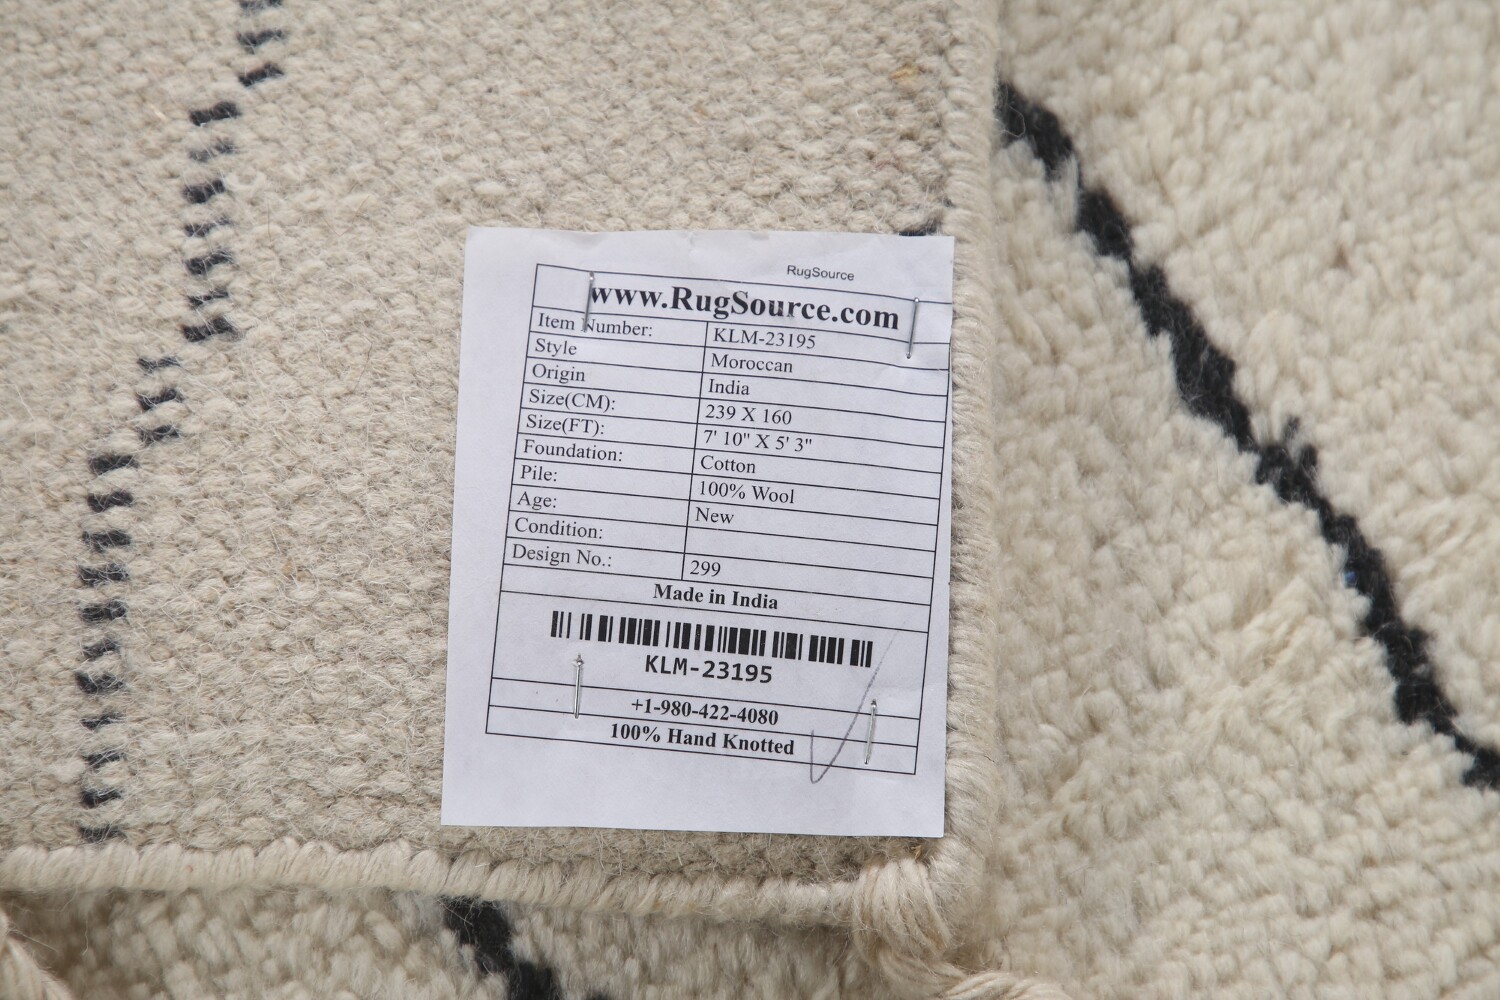 RugSource
www.RugSource.com
Item Number: KLM-23195
Style Moroccan
Origin India
Size(CM): 239 X 160
Size(FT): 7' 10" X 5' 3"
Foundation: Cotton
Pile: 100% Wool
Age: New
Condition:
Design No.: 299
Made in India
KLM-23195
+1-980-422-4080
100% Hand Knotted